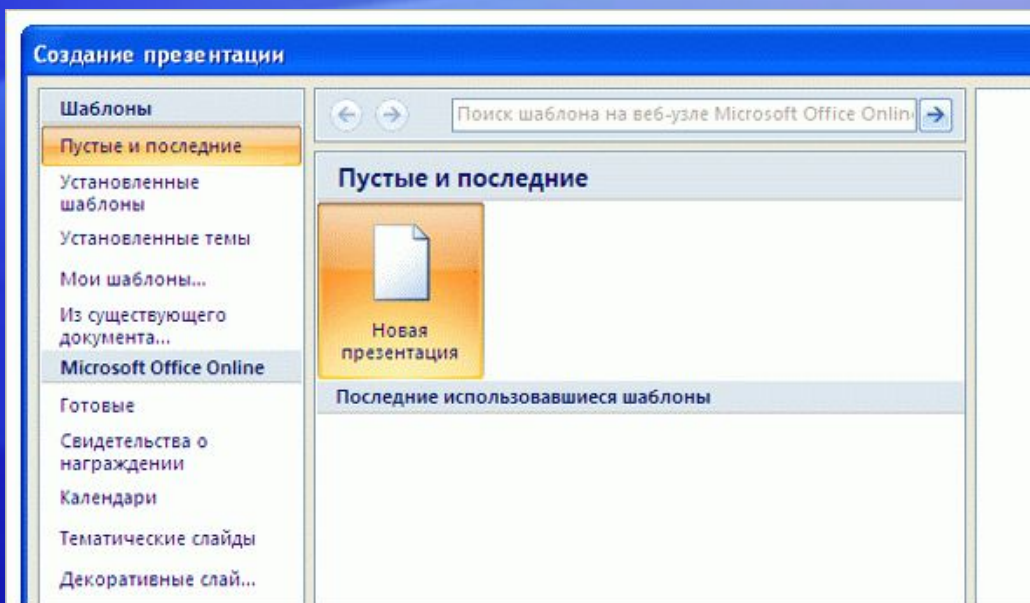 Создание презентации
Шаблоны
Пустые и последние
Установленные
шаблоны
Установленные темы
Мои шаблоны...
Из существующего
документа...
Microsoft Office Online
Готовые
Свидетельства о
награждении
Календари
Тематические слайды
Декоративные слай...
Поиск шаблона на веб-узле Microsoft Office Onlin
Пустые и последние
Новая
презентация
Последние использовавшиеся шаблоны